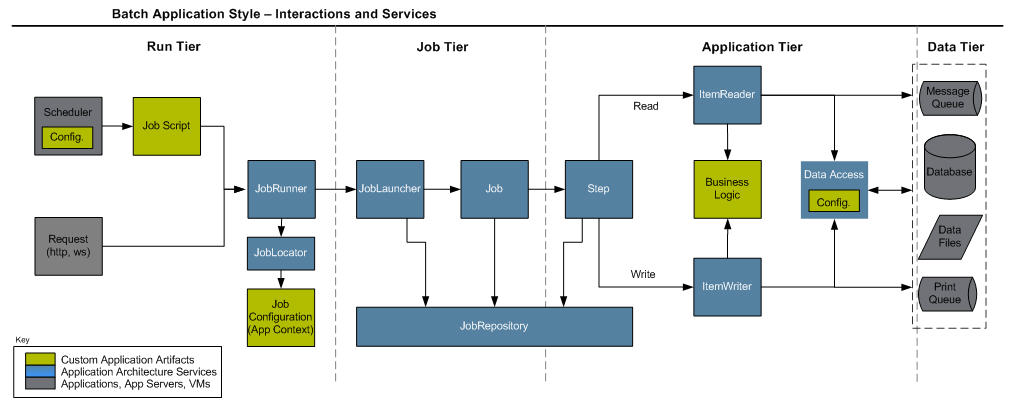 Batch Application Style – Interactions and Services
Run Tier
Job Tier
Application Tier
Data Tier
Scheduler
Config.
Job Script
Request
(http, ws)
JobRunner
JobLocator
Job
Configuration
(App Context)
JobLauncher
Job
Step
JobRepository
Read
Write
ItemReader
Business
Logic
ItemWriter
Data Access
Config.
Message
Queue
Database
Data
Files
Print
Queue
Key
Custom Application Artifacts
Application Architecture Services
Applications, App Servers, VMs